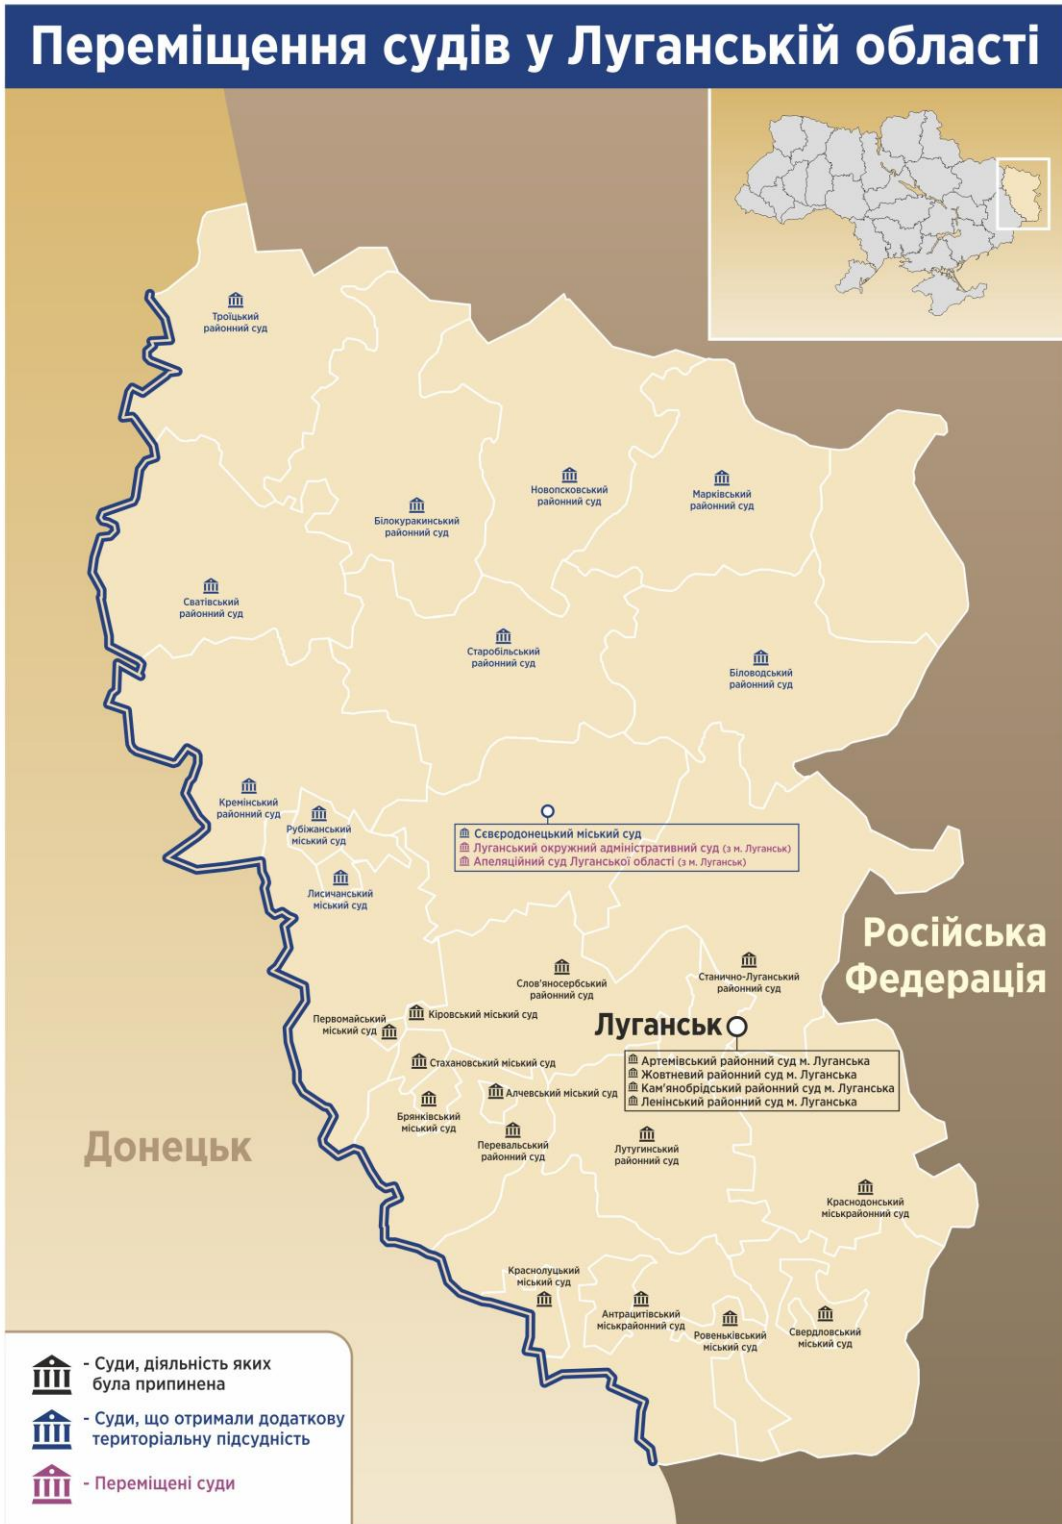 Переміщення судів у Луганській області
Троїцький
районний суд
Новопсковський
районний суд
Марківський
районний суд
Білокуракинський
районний суд
Сватівський
районний суд
Старобільський
районний суд
Біловодський
районний суд
Кремінський
районний суд
Рубіжанський
міський суд
Лисичанський
міський суд
Сєвєродонецький міський суд
Луганський окружний адміністративний суд (з м. Луганськ)
Апеляційний суд Луганської області (з м. Луганськ)
Російська
Федерація
Слов'яносербський
районний суд
Станично-Луганський
районний суд
Первомайський
міський суд
Кіровський міський суд
Луганськ
Артемівський районний суд м. Луганська
Жовтневий районний суд м. Луганська
Кам'янобрідський районний суд м. Луганська
Ленінський районний суд м. Луганська
Стахановський міський суд
Алчевський міський суд
Брянківський
міський суд
Перевальський
районний суд
Лутугинський
районний суд
Донецьк
Краснодонський
міськрайонний суд
Краснолуцький
міський суд
Антрацитівський
міськрайонний суд
Ровеньківський
міський суд
Свердловський
міський суд
- Суди, діяльність яких
була припинена
- Суди, що отримали додаткову
територіальну підсудність
- Переміщені суди